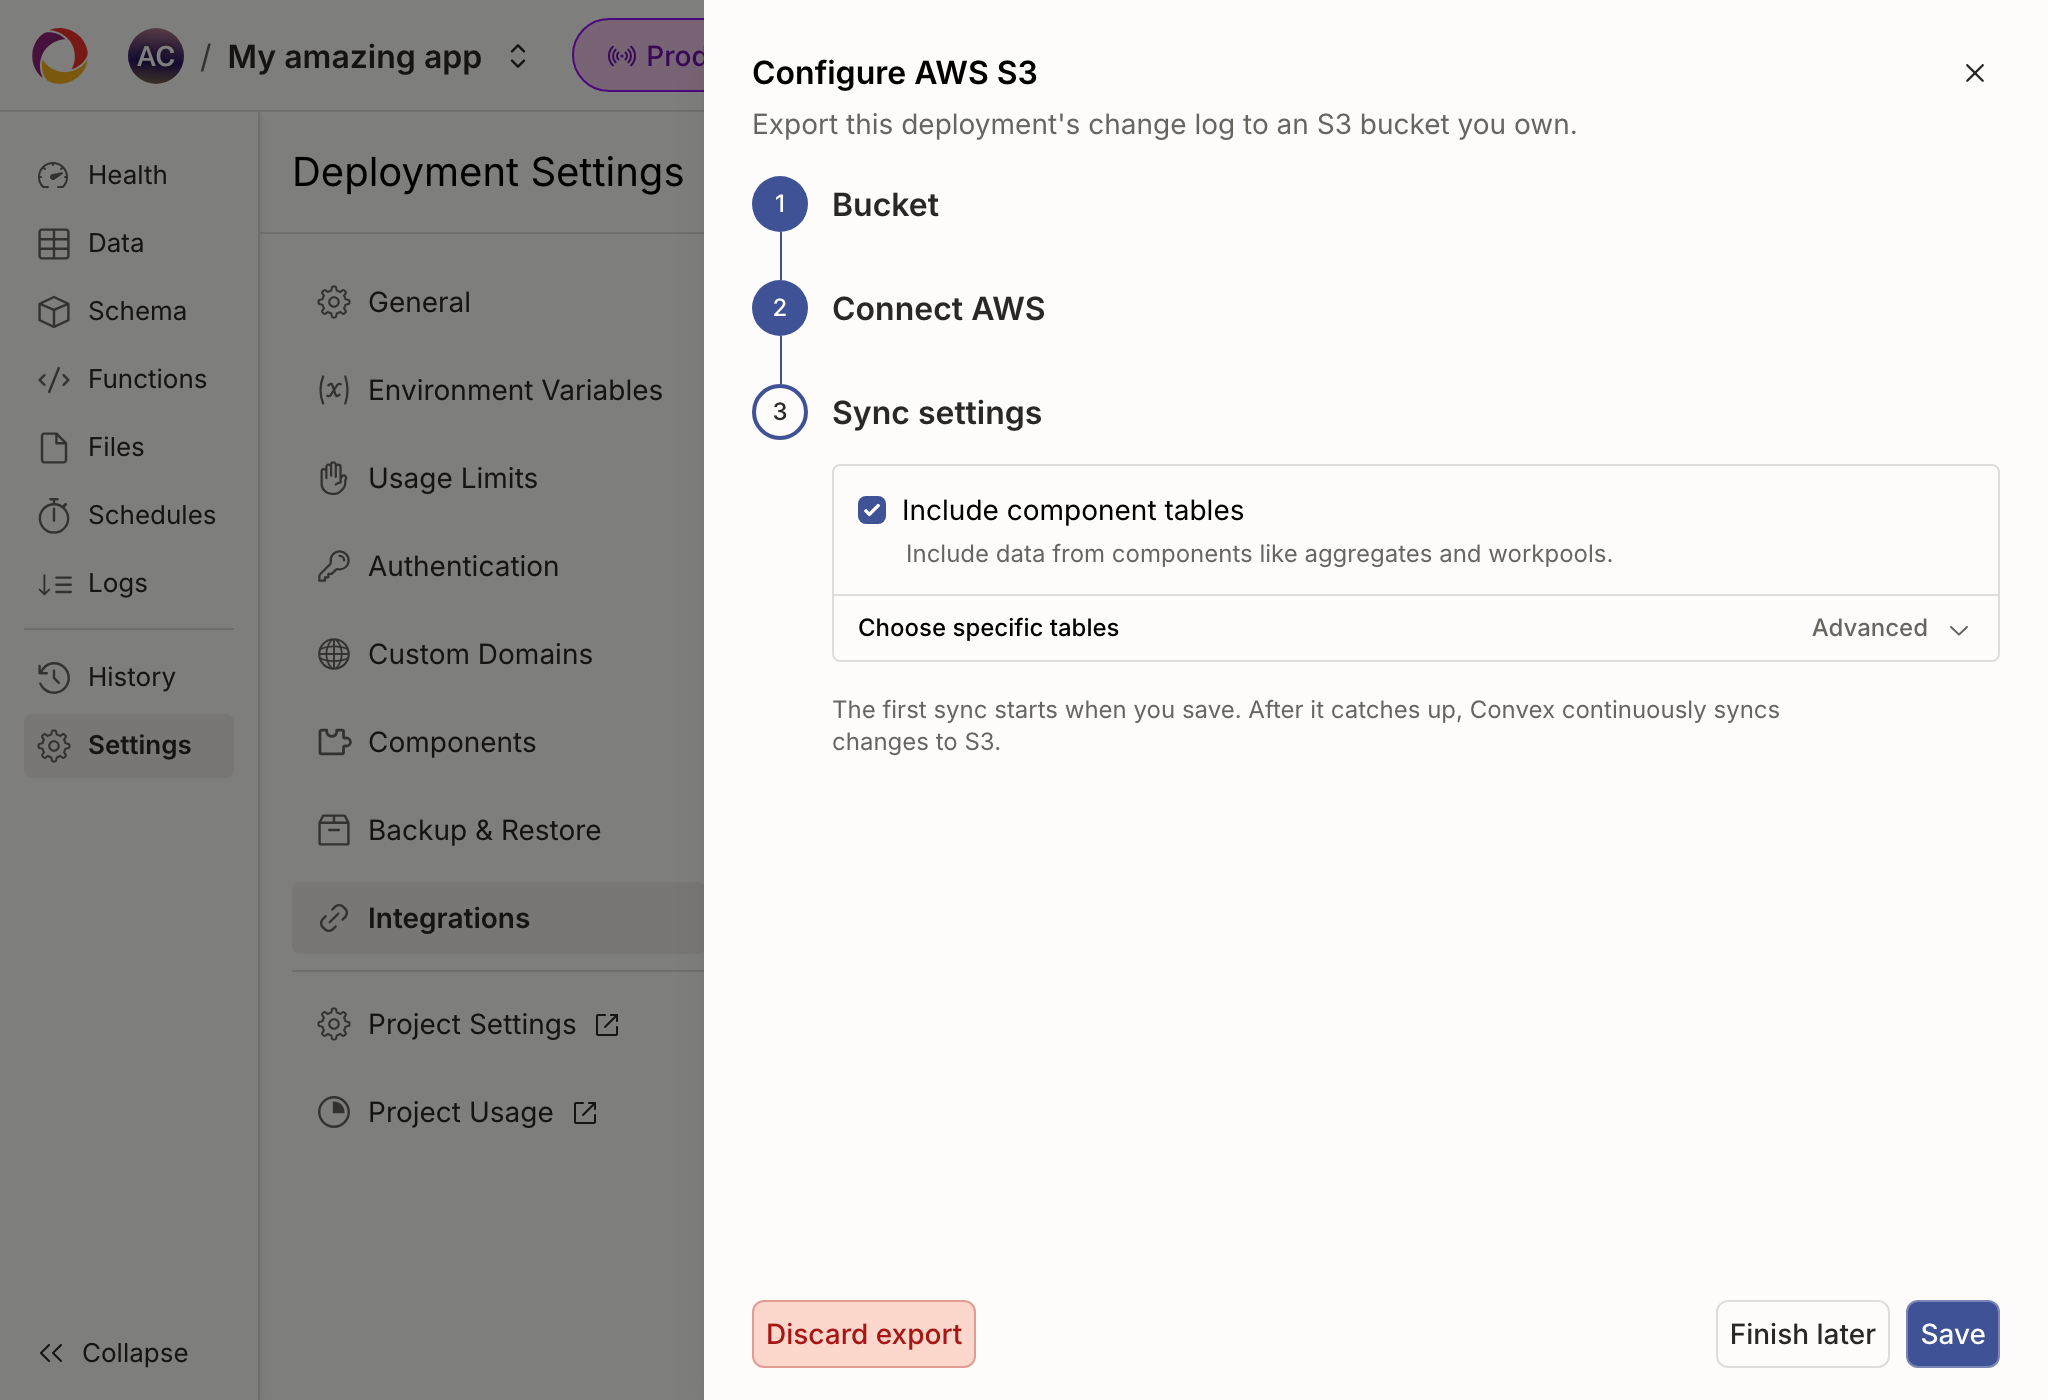 AC / My amazing app
Health
Data
Schema
Functions
Files
Schedules
Logs
History
Settings
Collapse
Deployment Settings
General
Environment Variables
Usage Limits
Authentication
Custom Domains
Components
Backup & Restore
Integrations
Project Settings
Project Usage
Configure AWS S3
Export this deployment's change log to an S3 bucket you own.
1 Bucket
2 Connect AWS
3 Sync settings
Include component tables
Include data from components like aggregates and workpools.
Choose specific tables Advanced
The first sync starts when you save. After it catches up, Convex continuously syncs
changes to S3.
Discard export
Finish later
Save